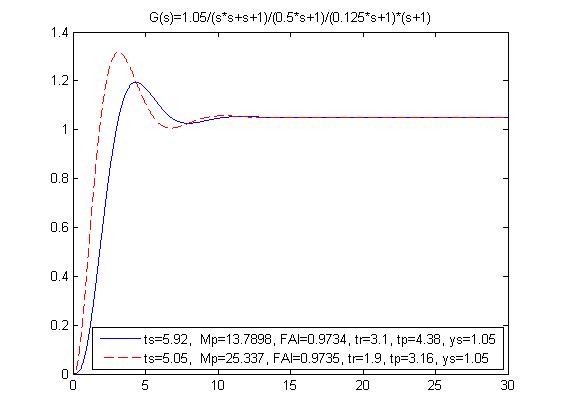 G(s)=1.05/(s*s+s+1)/(0.5*s+1)/(0.125*s+1)*(s+1)
1.4
1.2
1
0.8
0.6
0.4
0.2
0
ts=5.92, Mp=13.7898, FAI=0.9734, tr=3.1, tp=4.38, ys=1.05
ts=5.05, Mp=25.337, FAI=0.9735, tr=1.9, tp=3.16, ys=1.05
0 5 10 15 20 25 30